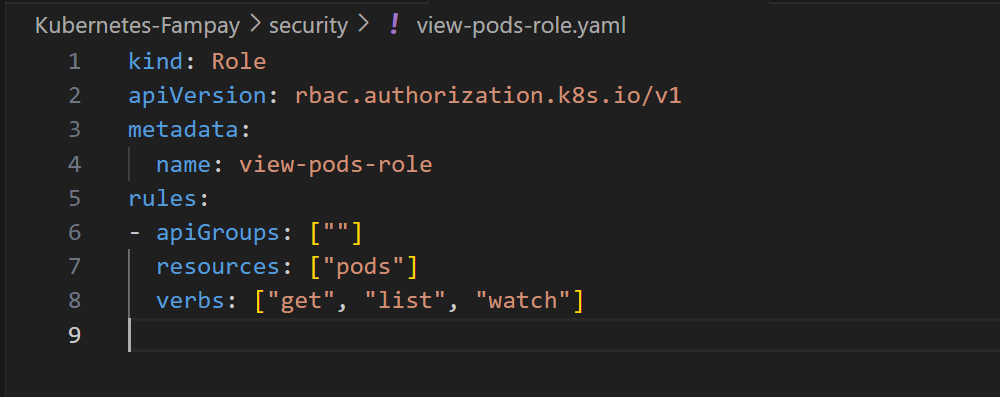 Kubernetes-Fampay > security > ! view-pods-role.yaml
1 kind: Role
2 apiVersion: rbac.authorization.k8s.io/v1
3 metadata:
4   name: view-pods-role
5 rules:
6 - apiGroups: [""]
7   resources: ["pods"]
8   verbs: ["get", "list", "watch"]
9